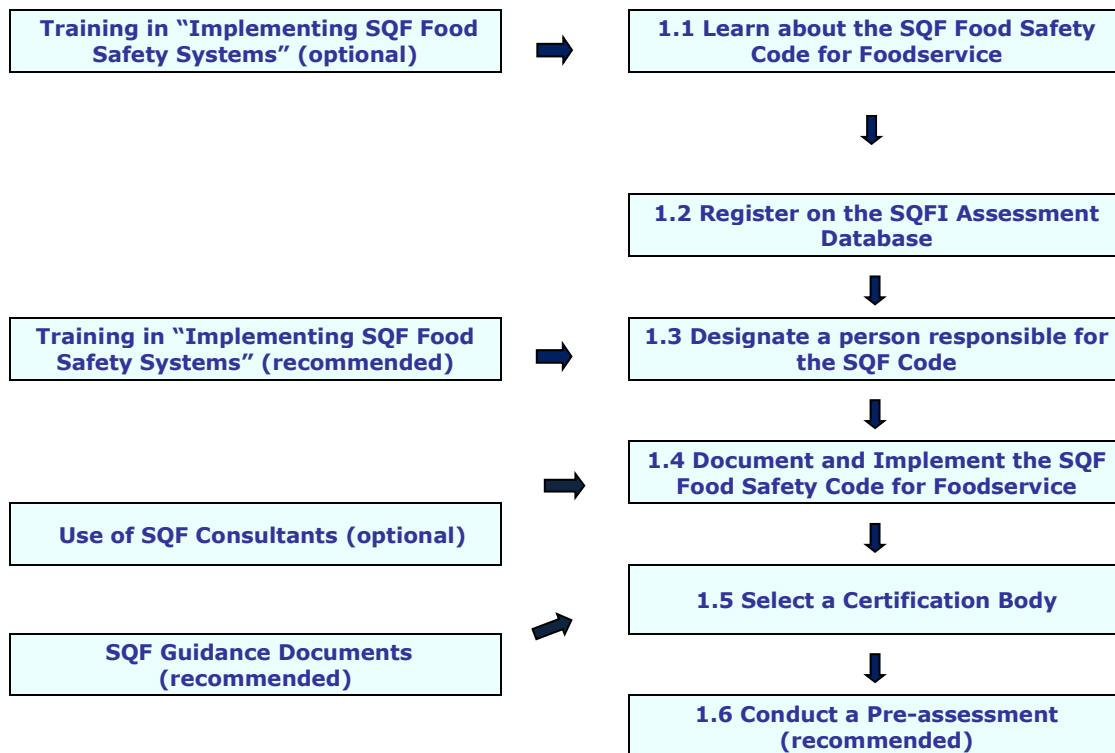 Training in “Implementing SQF Food
Safety Systems” (optional)
1.1 Learn about the SQF Food Safety
Code for Foodservice
1.2 Register on the SQFI Assessment
Database
Training in “Implementing SQF Food
Safety Systems” (recommended)
1.3 Designate a person responsible for
the SQF Code
1.4 Document and Implement the SQF
Food Safety Code for Foodservice
Use of SQF Consultants (optional)
1.5 Select a Certification Body
SQF Guidance Documents
(recommended)
1.6 Conduct a Pre-assessment
(recommended)